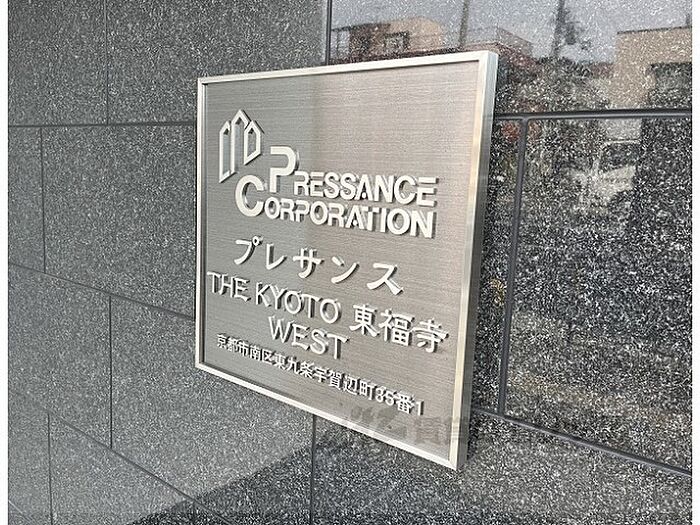 PRESSANCE
CORPORATION
プレサンス
THE KYOTO 東福寺
WEST
京都市南区東九条宇賀辺町35番1